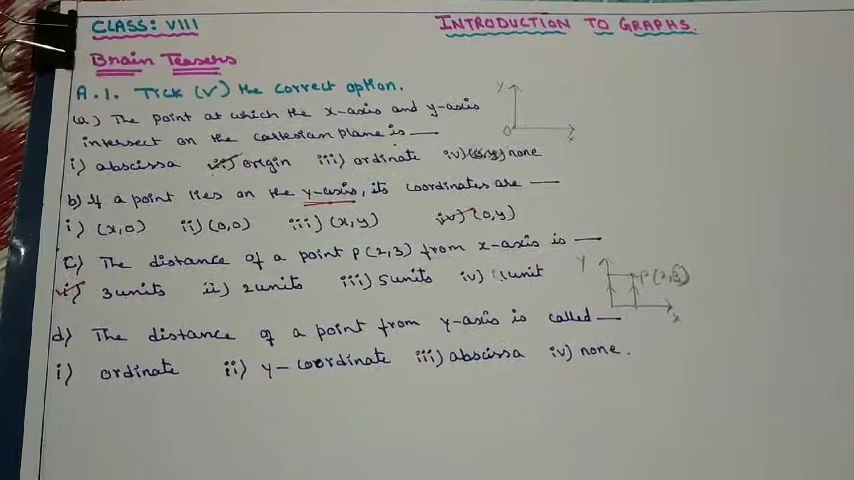 CLASS: VIII
INTRODUCTION TO GRAPHS.
Brain Teasers
A.1. TICK (√) the correct option.
(a) The point at which the x-axis and y-axis
intersect on the cartesian plane is —
i) abscissa ii) origin iii) ordinate iv) none
Y
O
X
b) If a point lies on the y-axis, its coordinates are —
i) (x,0) ii) (0,0) iii) (x,y) iv) (0,y)
c) The distance of a point P(2,3) from x-axis is —
i) 3units ii) 2units iii) 5units iv) 1unit
Y
P(2,3)
X
d) The distance of a point from y-axis is called —
i) ordinate ii) y-coordinate iii) abscissa iv) none.